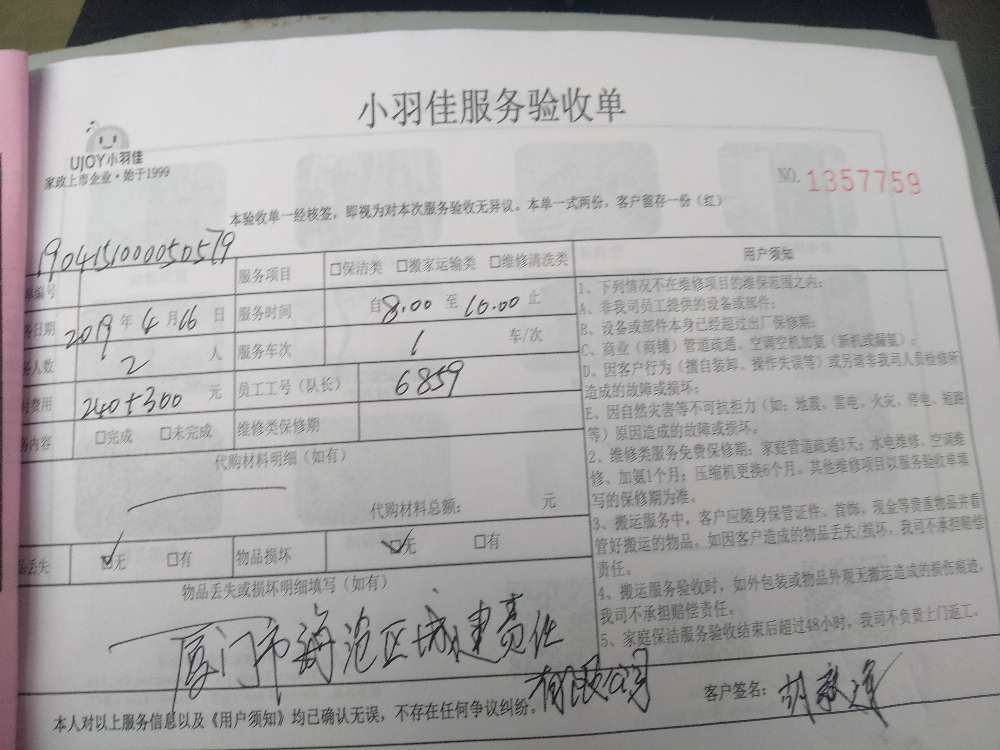 小羽佳服务验收单
UJOY小羽佳
家政上市企业·始于1999
NO. 1357759
本验收单一经核签，即视为对本次服务验收无异议。本单一式两份，客户留存一份（红）
1904151000050579
单编号 服务项目 □保洁类 □搬家运输类 □维修清洗类
务日期 2019 年 4 月 16 日 服务时间 自 8.00 至 10.00 止
人数 2 人 服务车次 1 车/次
费用 240+300 元 员工工号（队长） 6859
务内容 □完成 □未完成 维修类保修期
代购材料明细（如有）
代购材料总额： 元
品丢失 ☑无 □有 物品损坏 ☑无 □有
物品丢失或损坏明细填写（如有）
厦门市海沧区城建责任
有限公司
本人对以上服务信息以及《用户须知》均已确认无误，不存在任何争议纠纷。
用户须知
1、下列情况不在维修项目的维保范围之内：
A、非我司员工提供的设备或部件；
B、设备或部件本身已经超过出厂保修期；
C、商业（商铺）管道疏通，空调空机加氨（新机或漏氨）；
D、因客户行为（擅自装卸、操作失误等）或另请非我司人员检修所
造成的故障或损坏；
E、因自然灾害等不可抗拒力（如：地震、雷电、火灾、停电、道路
等）原因造成的故障或损坏。
2、维修类服务免费保修期：家庭管道疏通3天；水电维修、空调维
修、加氨1个月；压缩机更换6个月。其他维修项目以服务验收单填
写的保修期为准。
3、搬运服务中，客户应随身保管证件、首饰、现金等贵重物品并看
管好搬运的物品。如因客户造成的物品丢失/损坏，我司不承担赔偿
责任。
4、搬运服务验收时，如外包装或物品外观无搬运造成的损伤痕迹，
我司不承担赔偿责任。
5、家庭保洁服务验收结束后超过48小时，我司不负责上门返工。
客户签名：